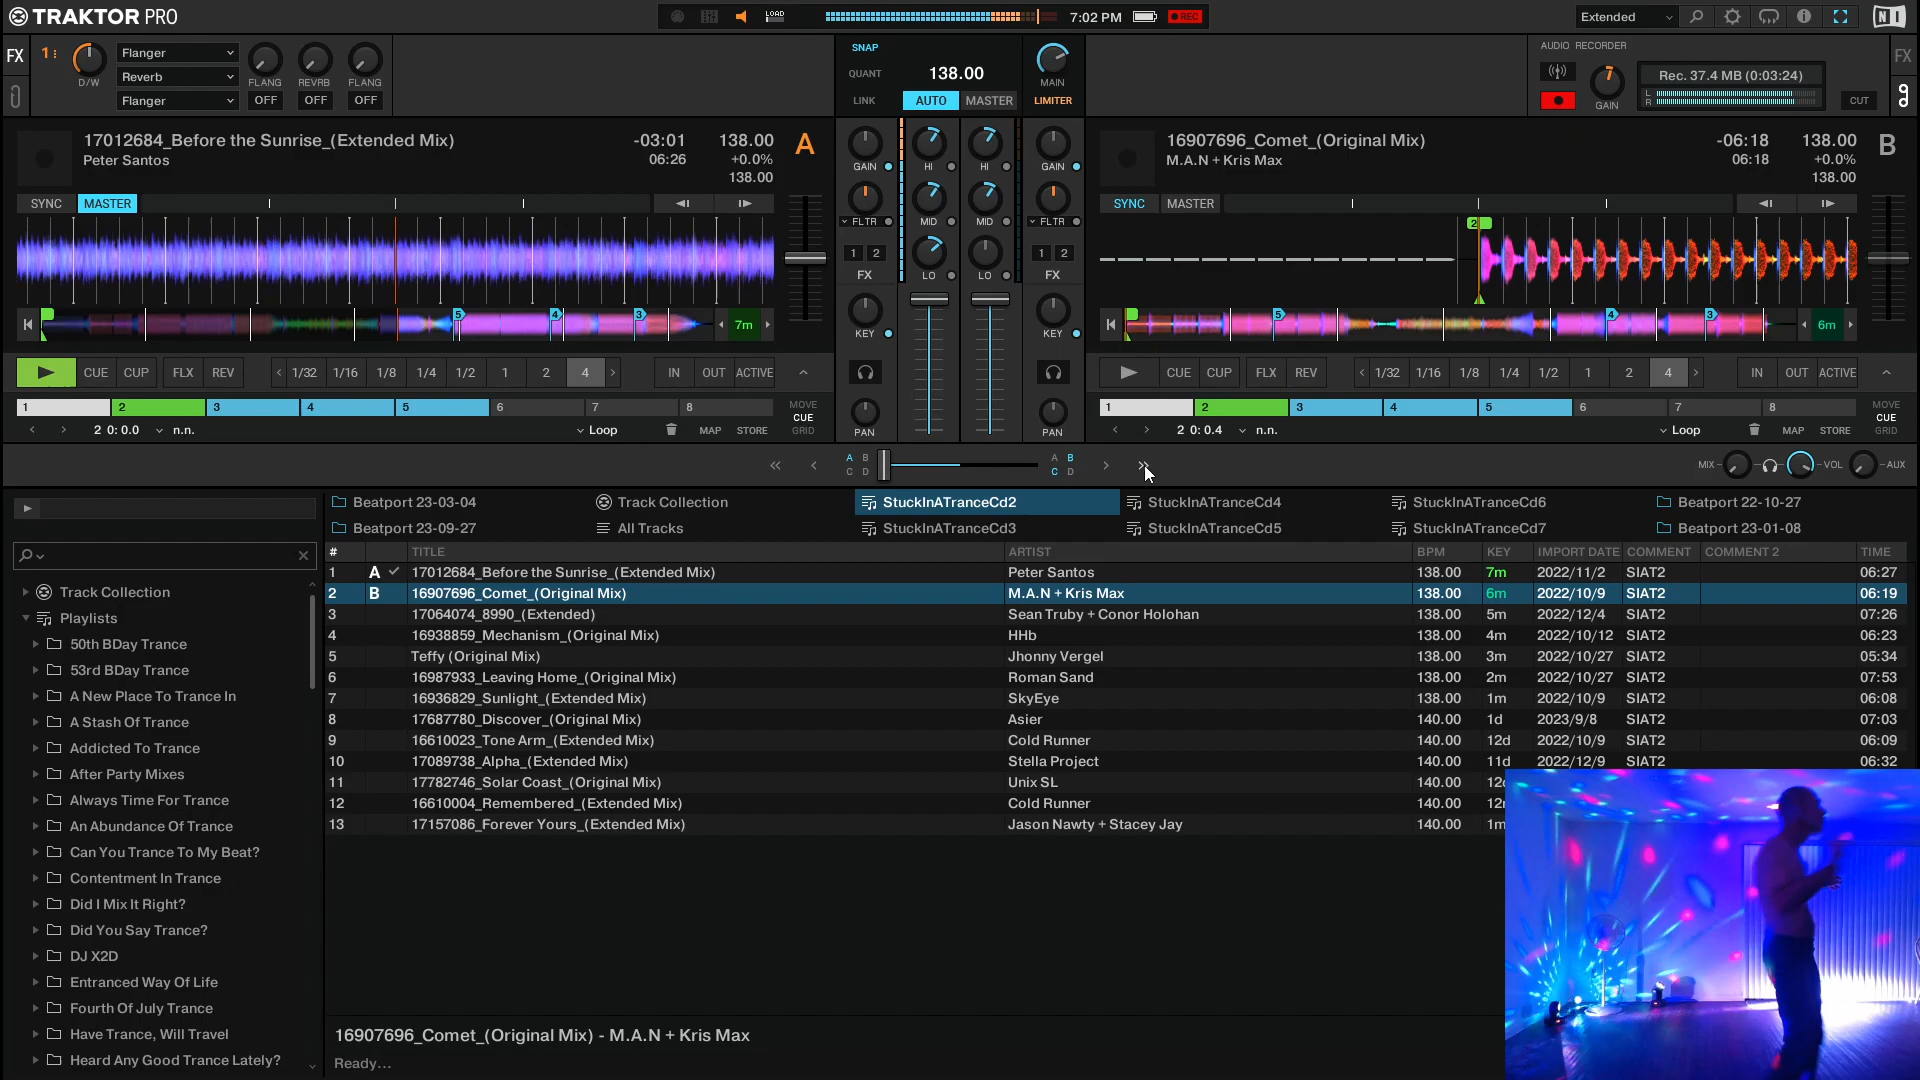 TRAKTOR PRO
LOAD
7:02 PM
REC
Extended
FX
1
D/W
Flanger
Reverb
Flanger
FLANG
REVRB
FLANG
OFF
OFF
OFF
SNAP
QUANT
LINK
138.00
AUTO
MASTER
MAIN
LIMITER
AUDIO RECORDER
GAIN
Rec. 37.4 MB (0:03:24)
L
R
CUT
FX
17012684_Before the Sunrise_(Extended Mix)
Peter Santos
-03:01
06:26
138.00
+0.0%
138.00
A
SYNC
MASTER
5
4
3
7m
CUE
CUP
FLX
REV
1/32
1/16
1/8
1/4
1/2
1
2
4
IN
OUT
ACTIVE
1
2
3
4
5
6
7
8
MOVE
CUE
GRID
2 0: 0.0
n.n.
Loop
MAP
STORE
GAIN
HI
HI
GAIN
FLTR
MID
MID
FLTR
1 2
1 2
FX
LO
LO
FX
KEY
KEY
PAN
PAN
16907696_Comet_(Original Mix)
M.A.N + Kris Max
-06:18
06:18
138.00
+0.0%
138.00
B
SYNC
MASTER
2
5
4
3
6m
CUE
CUP
FLX
REV
1/32
1/16
1/8
1/4
1/2
1
2
4
IN
OUT
ACTIVE
1
2
3
4
5
6
7
8
MOVE
CUE
GRID
2 0: 0.4
n.n.
Loop
MAP
STORE
A B
C D
A B
C D
MIX
VOL
AUX
Beatport 23-03-04
Track Collection
StuckInATranceCd2
StuckInATranceCd4
StuckInATranceCd6
Beatport 22-10-27
Beatport 23-09-27
All Tracks
StuckInATranceCd3
StuckInATranceCd5
StuckInATranceCd7
Beatport 23-01-08
Track Collection
Playlists
50th BDay Trance
53rd BDay Trance
A New Place To Trance In
A Stash Of Trance
Addicted To Trance
After Party Mixes
Always Time For Trance
An Abundance Of Trance
Can You Trance To My Beat?
Contentment In Trance
Did I Mix It Right?
Did You Say Trance?
DJ X2D
Entranced Way Of Life
Fourth Of July Trance
Have Trance, Will Travel
Heard Any Good Trance Lately?
# TITLE ARTIST BPM KEY IMPORT DATE COMMENT COMMENT 2 TIME
1 A 17012684_Before the Sunrise_(Extended Mix) Peter Santos 138.00 7m 2022/11/2 SIAT2 06:27
2 B 16907696_Comet_(Original Mix) M.A.N + Kris Max 138.00 6m 2022/10/9 SIAT2 06:19
3 17064074_8990_(Extended) Sean Truby + Conor Holohan 138.00 5m 2022/12/4 SIAT2 07:26
4 16938859_Mechanism_(Original Mix) HHb 138.00 4m 2022/10/12 SIAT2 06:23
5 Teffy (Original Mix) Jhonny Vergel 138.00 3m 2022/10/27 SIAT2 05:34
6 16987933_Leaving Home_(Original Mix) Roman Sand 138.00 2m 2022/10/27 SIAT2 07:53
7 16936829_Sunlight_(Extended Mix) SkyEye 138.00 1m 2022/10/9 SIAT2 06:08
8 17687780_Discover_(Original Mix) Asier 140.00 1d 2023/9/8 SIAT2 07:03
9 16610023_Tone Arm_(Extended Mix) Cold Runner 140.00 12d 2022/10/9 SIAT2 06:09
10 17089738_Alpha_(Extended Mix) Stella Project 140.00 11d 2022/12/9 SIAT2 06:32
11 17782746_Solar Coast_(Original Mix) Unix SL 140.00
12 16610004_Remembered_(Extended Mix) Cold Runner 140.00
13 17157086_Forever Yours_(Extended Mix) Jason Nawty + Stacey Jay 140.00 1m
16907696_Comet_(Original Mix) - M.A.N + Kris Max
Ready...